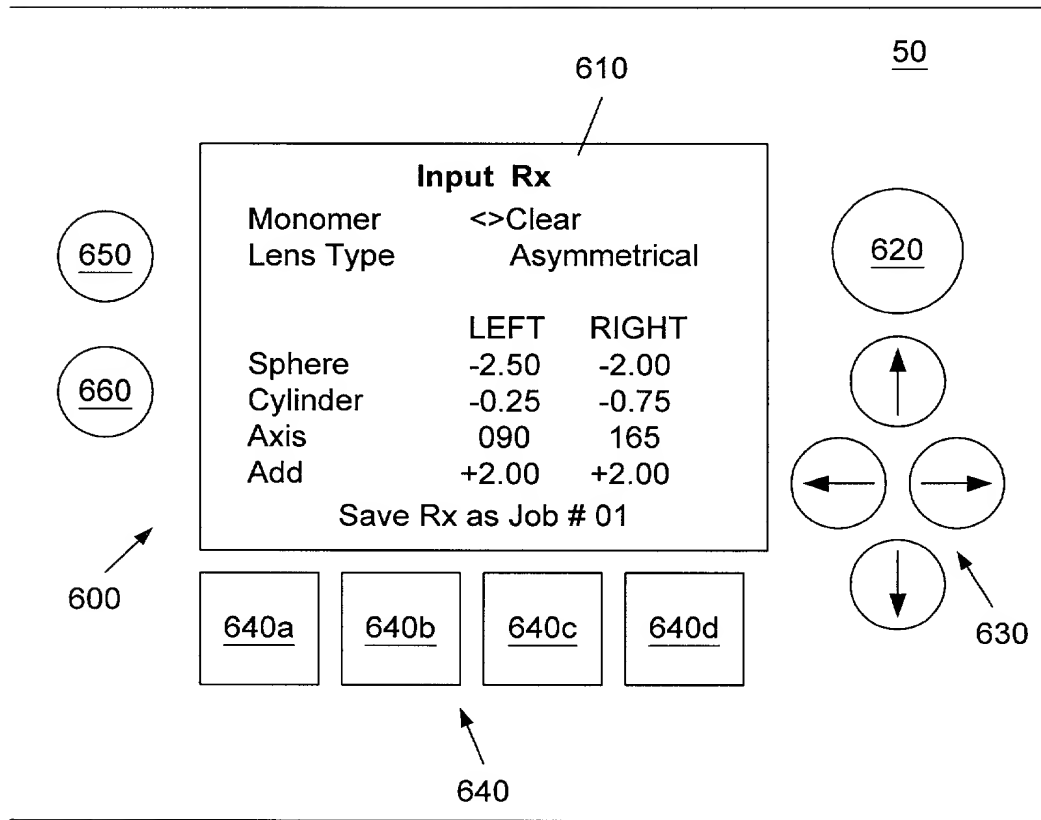 50
610
Input Rx
Monomer <>Clear
Lens Type Asymmetrical
LEFT RIGHT
Sphere -2.50 -2.00
Cylinder -0.25 -0.75
Axis 090 165
Add +2.00 +2.00
Save Rx as Job # 01
650
660
620
600
630
640a 640b 640c 640d
640